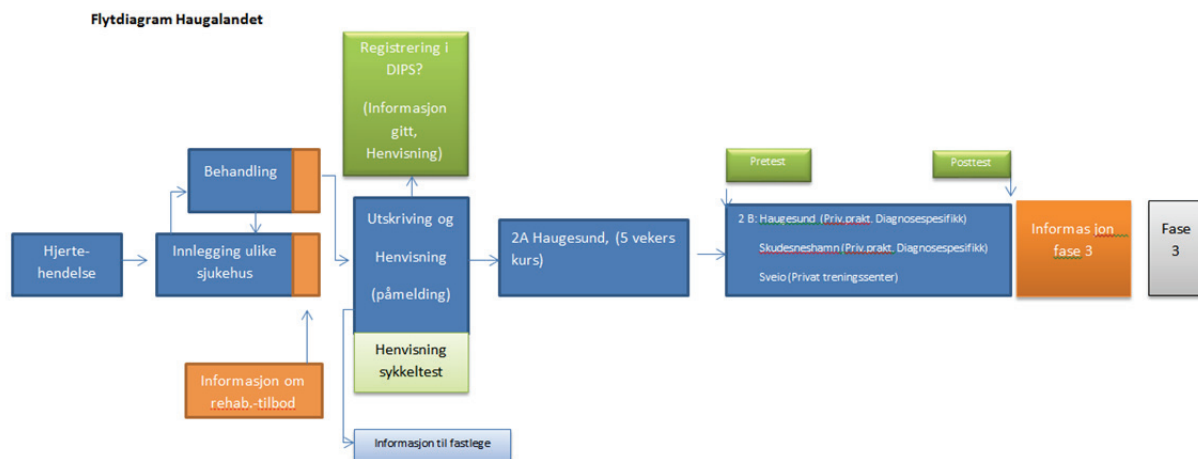 Flytdiagram Haugalandet
Registrering i
DIPS?
(Informasjon
gitt,
Henvisning)
Behandling
Hjerte-
hendelse
Innlegging ulike
sjukehus
Informasjon om
rehab.-tilbod
Utskriving og
Henvisning
(påmelding)
Henvisning
sykkeltest
Informasjon til fastlege
2A Haugesund, (5 vekers
kurs)
Pretest
Posttest
2 B: Haugesund (Priv.prakt. Diagnosespesifikk)
Skudesneshamn (Priv.prakt. Diagnosespesifikk)
Sveio (Privat treningssenter)
Informas jon
fase 3
Fase
3